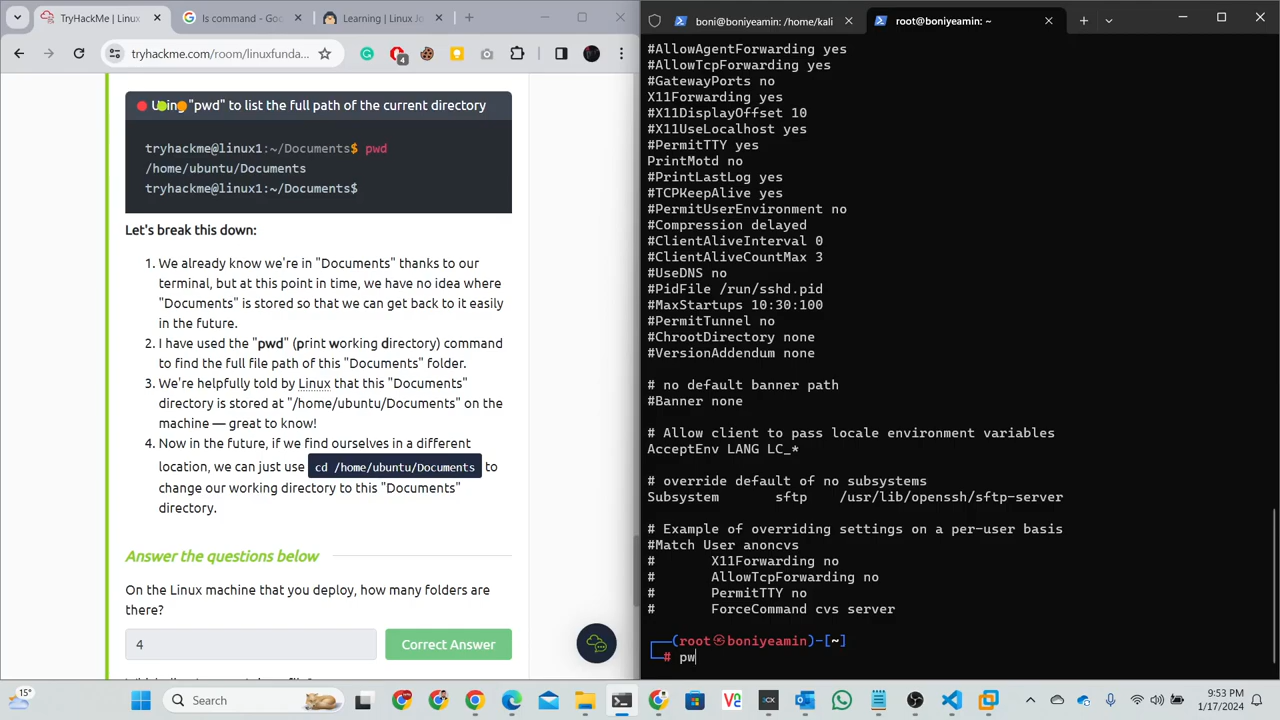 TryHackMe | Linux
ls command - Goo
Learning | Linux Jo
tryhackme.com/room/linuxfunda
4
Using "pwd" to list the full path of the current directory
tryhackme@linux1:~/Documents$ pwd
/home/ubuntu/Documents
tryhackme@linux1:~/Documents$
Let's break this down:
1. We already know we're in "Documents" thanks to our
terminal, but at this point in time, we have no idea where
"Documents" is stored so that we can get back to it easily
in the future.
2. I have used the "pwd" (print working directory) command
to find the full file path of this "Documents" folder.
3. We're helpfully told by Linux that this "Documents"
directory is stored at "/home/ubuntu/Documents" on the
machine — great to know!
4. Now in the future, if we find ourselves in a different
location, we can just use cd /home/ubuntu/Documents to
change our working directory to this "Documents"
directory.
Answer the questions below
On the Linux machine that you deploy, how many folders are
there?
4
Correct Answer
boni@boniyeamin: /home/kali
root@boniyeamin: ~
#AllowAgentForwarding yes
#AllowTcpForwarding yes
#GatewayPorts no
X11Forwarding yes
#X11DisplayOffset 10
#X11UseLocalhost yes
#PermitTTY yes
PrintMotd no
#PrintLastLog yes
#TCPKeepAlive yes
#PermitUserEnvironment no
#Compression delayed
#ClientAliveInterval 0
#ClientAliveCountMax 3
#UseDNS no
#PidFile /run/sshd.pid
#MaxStartups 10:30:100
#PermitTunnel no
#ChrootDirectory none
#VersionAddendum none
# no default banner path
#Banner none
# Allow client to pass locale environment variables
AcceptEnv LANG LC_*
# override default of no subsystems
Subsystem sftp /usr/lib/openssh/sftp-server
# Example of overriding settings on a per-user basis
#Match User anoncvs
# X11Forwarding no
# AllowTcpForwarding no
# PermitTTY no
# ForceCommand cvs server
(root㉿boniyeamin)-[~]
# pw
15°
Search
9:53 PM
1/17/2024